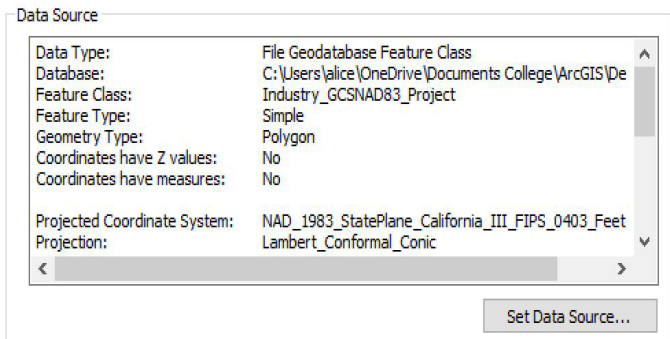 Data Source
Data Type: File Geodatabase Feature Class
Database: C:\Users\alice\OneDrive\Documents College\ArcGIS\De
Feature Class: Industry_GCSNAD83_Project
Feature Type: Simple
Geometry Type: Polygon
Coordinates have Z values: No
Coordinates have measures: No
Projected Coordinate System: NAD_1983_StatePlane_California_III_FIPS_0403_Feet
Projection: Lambert_Conformal_Conic
Set Data Source...